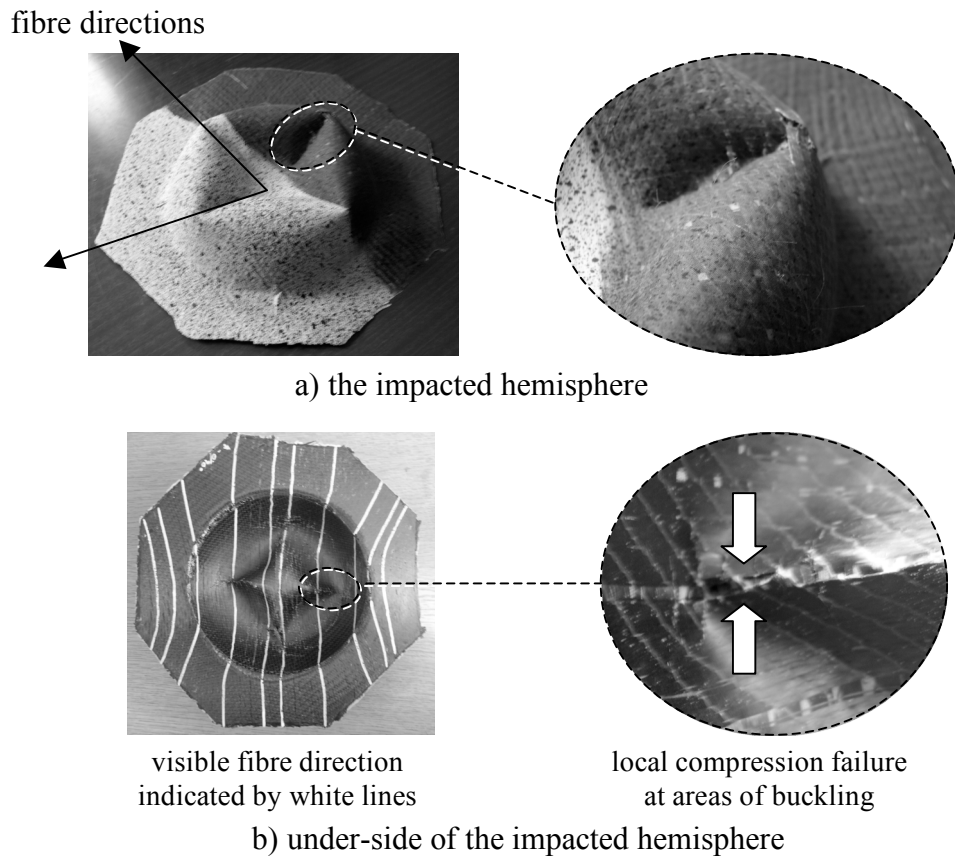 fibre directions
a) the impacted hemisphere
visible fibre direction
indicated by white lines
local compression failure
at areas of buckling
b) under-side of the impacted hemisphere